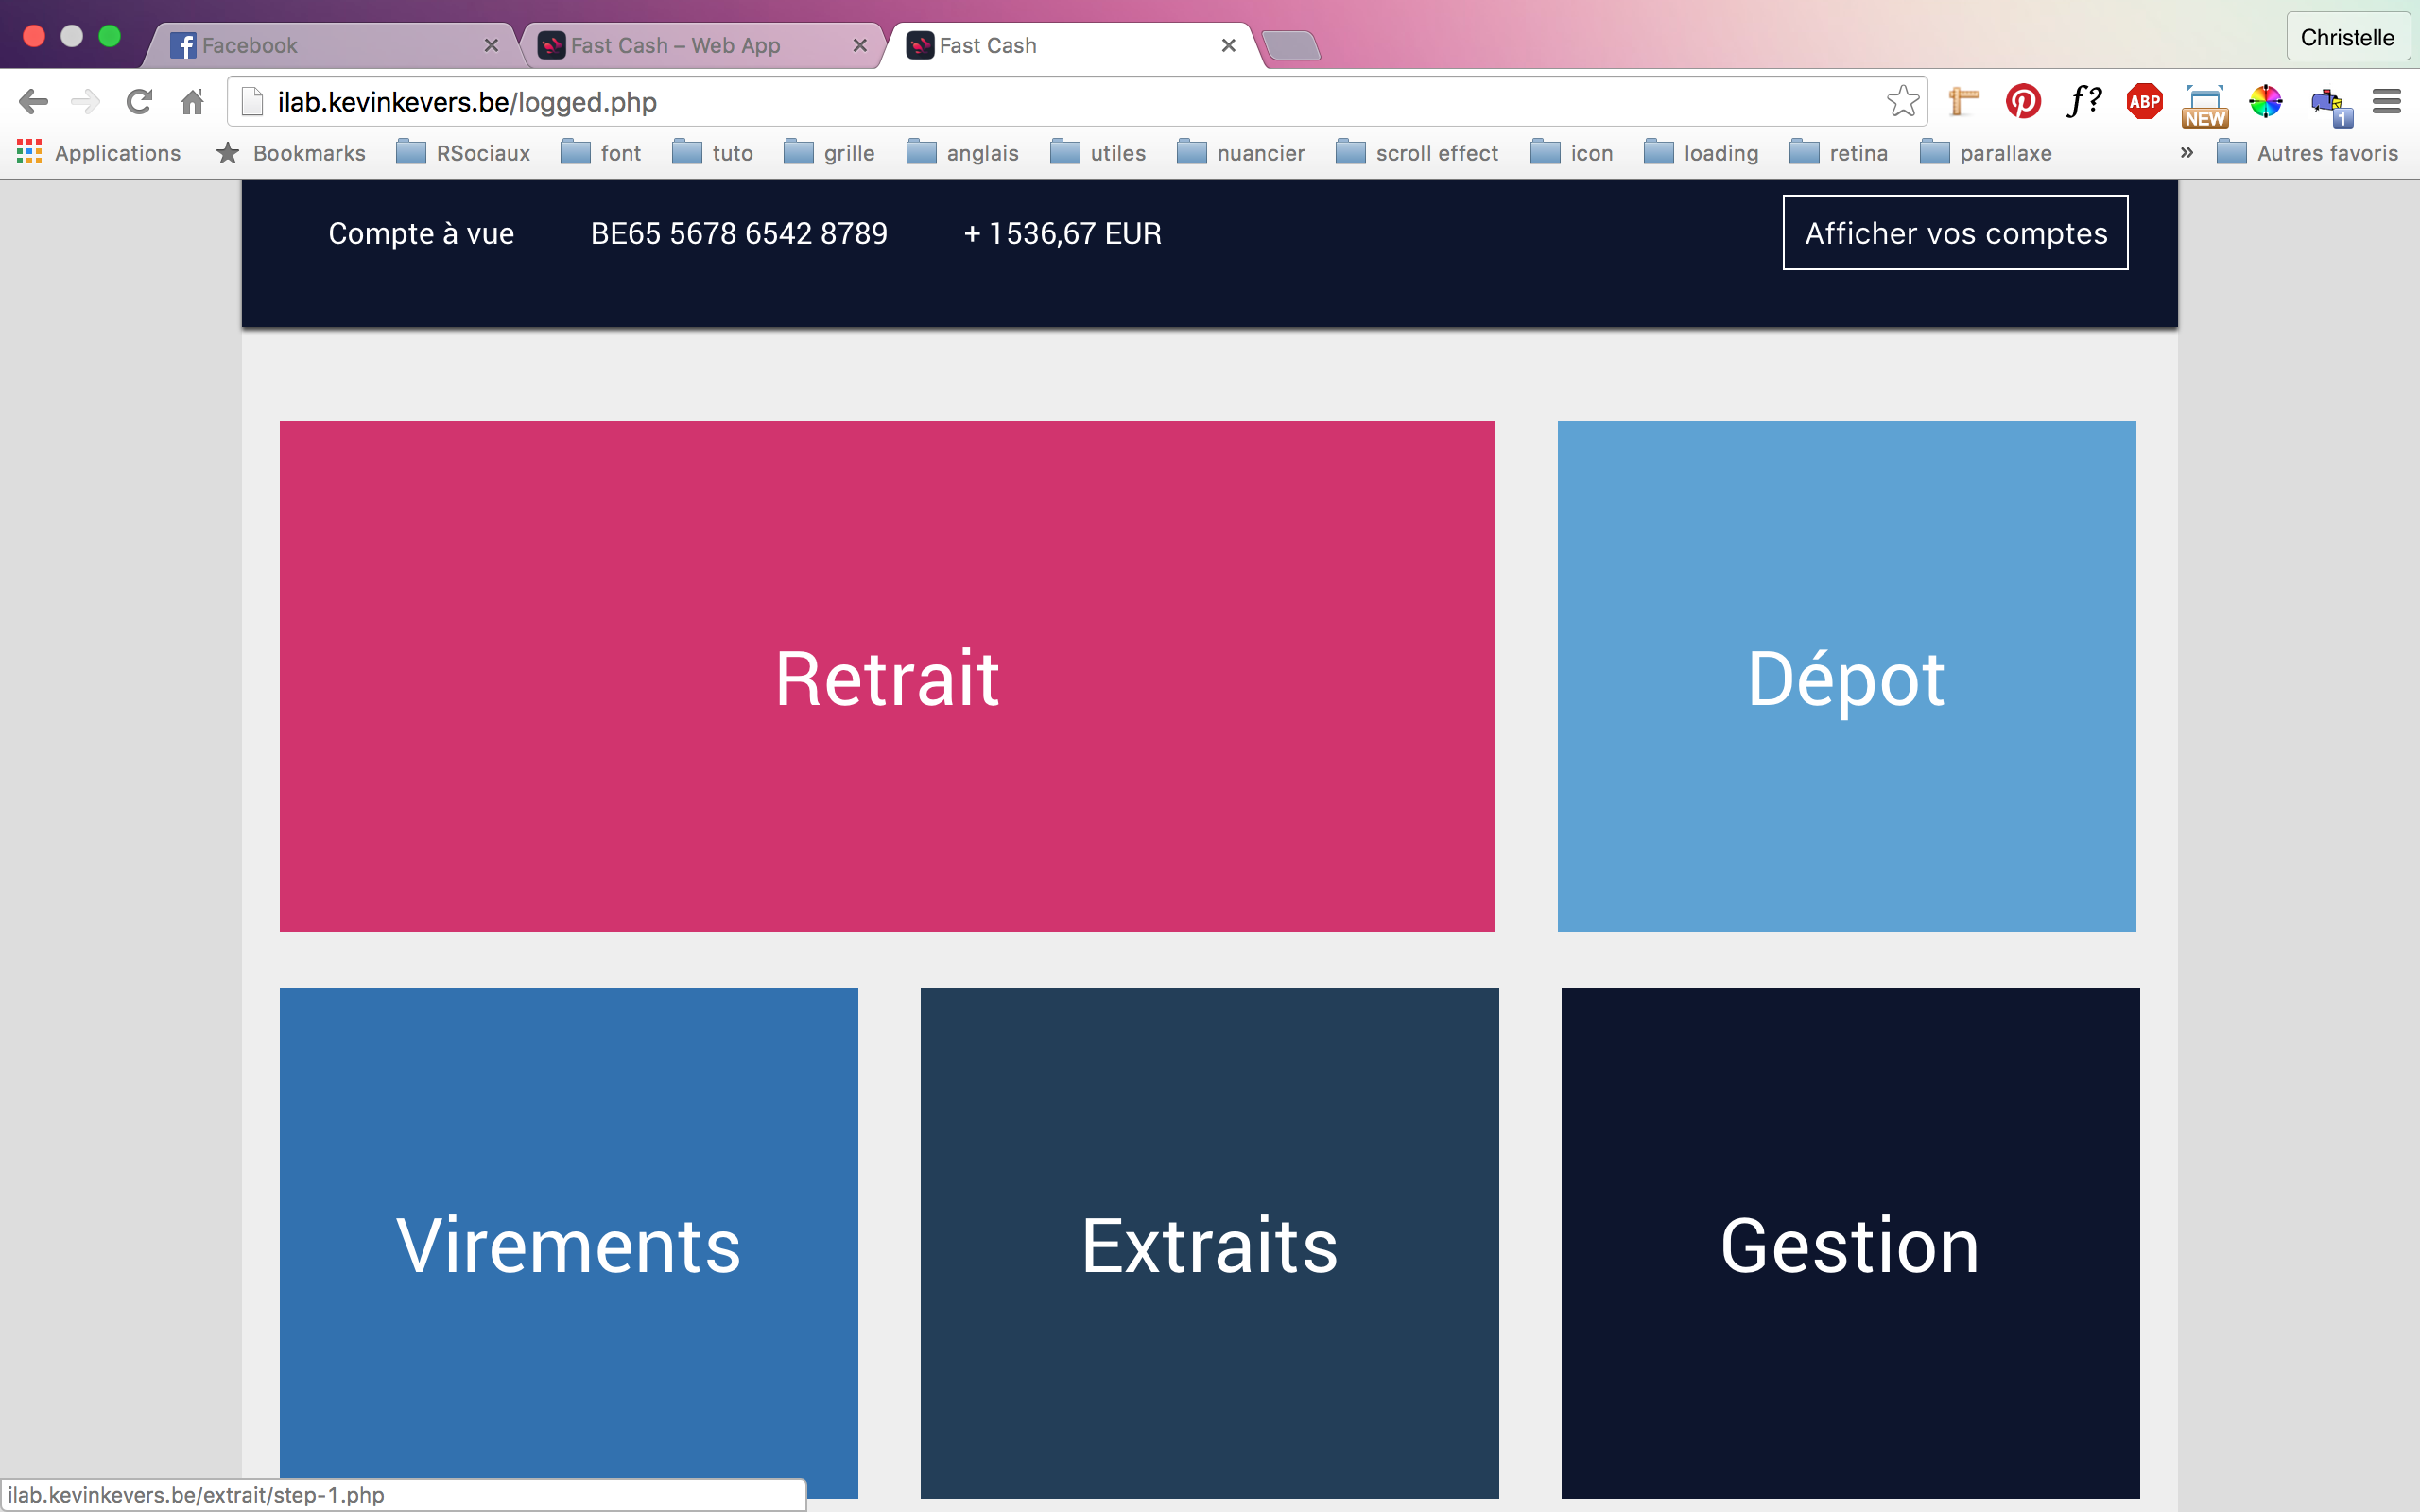 Facebook
Fast Cash – Web App
Fast Cash
Christelle
ilab.kevinkevers.be/logged.php
f?
ABP
NEW
1
Applications
Bookmarks
RSociaux
font
tuto
grille
anglais
utiles
nuancier
scroll effect
icon
loading
retina
parallaxe
»
Autres favoris
Compte à vue
BE65 5678 6542 8789
+ 1536,67 EUR
Afficher vos comptes
Retrait
Dépot
Virements
Extraits
Gestion
ilab.kevinkevers.be/extrait/step-1.php